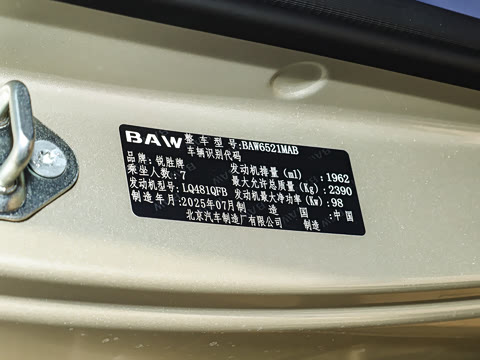 BAW 整车型号:BAW6521MAB
车辆识别代码
品牌:锐胜牌 发动机排量(ml):1962
乘坐人数:7 最大允许总质量(Kg):2390
发动机型号:LQ481QFB 发动机最大净功率(Kw):98
制造年月:2025年07月 制造国:中国
北京汽车制造厂有限公司 制造